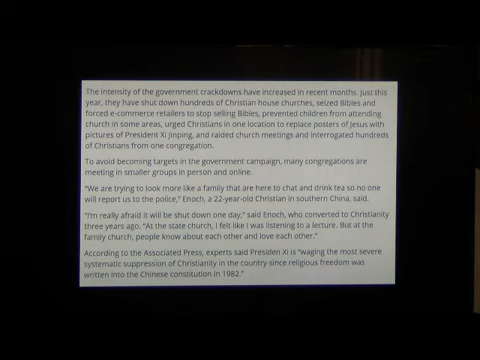 The intensity of the government crackdowns have increased in recent months. Just this
year, they have shut down hundreds of Christian house churches, seized Bibles and
forced e-commerce retailers to stop selling Bibles, prevented children from attending
church in some areas, urged Christians in one location to replace posters of Jesus with
pictures of President Xi Jinping, and raided church meetings and interrogated hundreds
of Christians from one congregation.
To avoid becoming targets in the government campaign, many congregations are
meeting in smaller groups in person and online.
“We are trying to look more like a family that are here to chat and drink tea so no one
will report us to the police,” Enoch, a 22-year-old Christian in southern China, said.
“I’m really afraid it will be shut down one day,” said Enoch, who converted to Christianity
three years ago. “At the state church, I felt like I was listening to a lecture. But at the
family church, people know about each other and love each other.”
According to the Associated Press, experts said Presiden Xi is “waging the most severe
systematic suppression of Christianity in the country since religious freedom was
written into the Chinese constitution in 1982.”